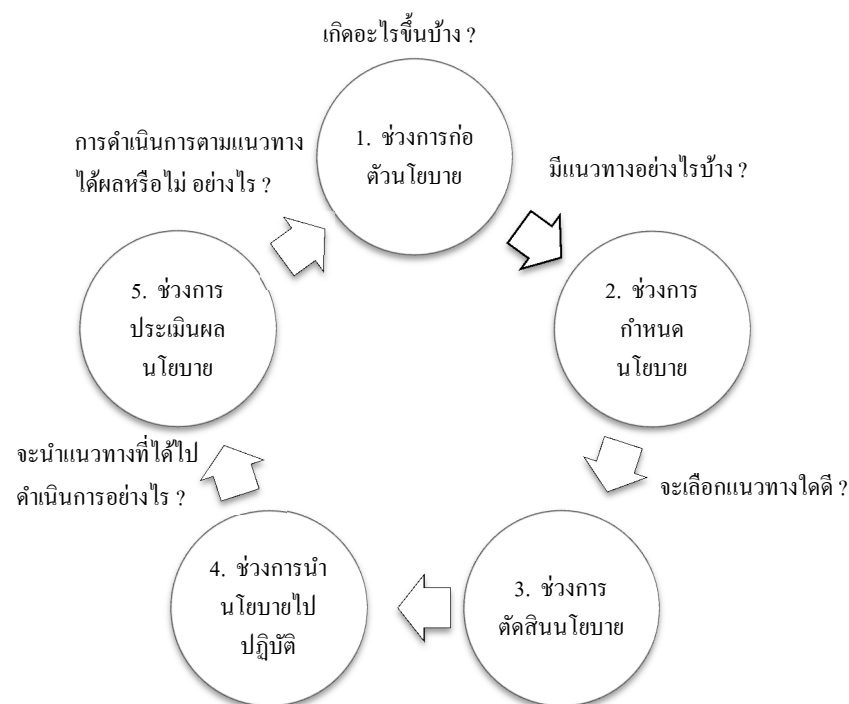 เกิดอะไรขึ้นบ้าง ?
1. ช่วงการก่อ
ตัวนโยบาย
การดำเนินการตามแนวทาง
ได้ผลหรือไม่ อย่างไร ?
มีแนวทางอย่างไรบ้าง ?
2. ช่วงการ
กำหนด
นโยบาย
5. ช่วงการ
ประเมินผล
นโยบาย
จะนำแนวทางที่ได้ไป
ดำเนินการอย่างไร ?
จะเลือกแนวทางใดดี ?
3. ช่วงการ
ตัดสินนโยบาย
4. ช่วงการนำ
นโยบายไป
ปฏิบัติ